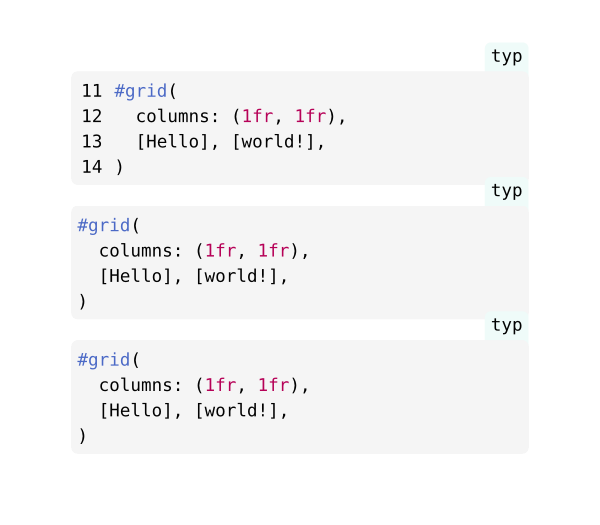 typ
11 #grid(
12   columns: (1fr, 1fr),
13   [Hello], [world!],
14 )
typ
#grid(
  columns: (1fr, 1fr),
  [Hello], [world!],
)
typ
#grid(
  columns: (1fr, 1fr),
  [Hello], [world!],
)